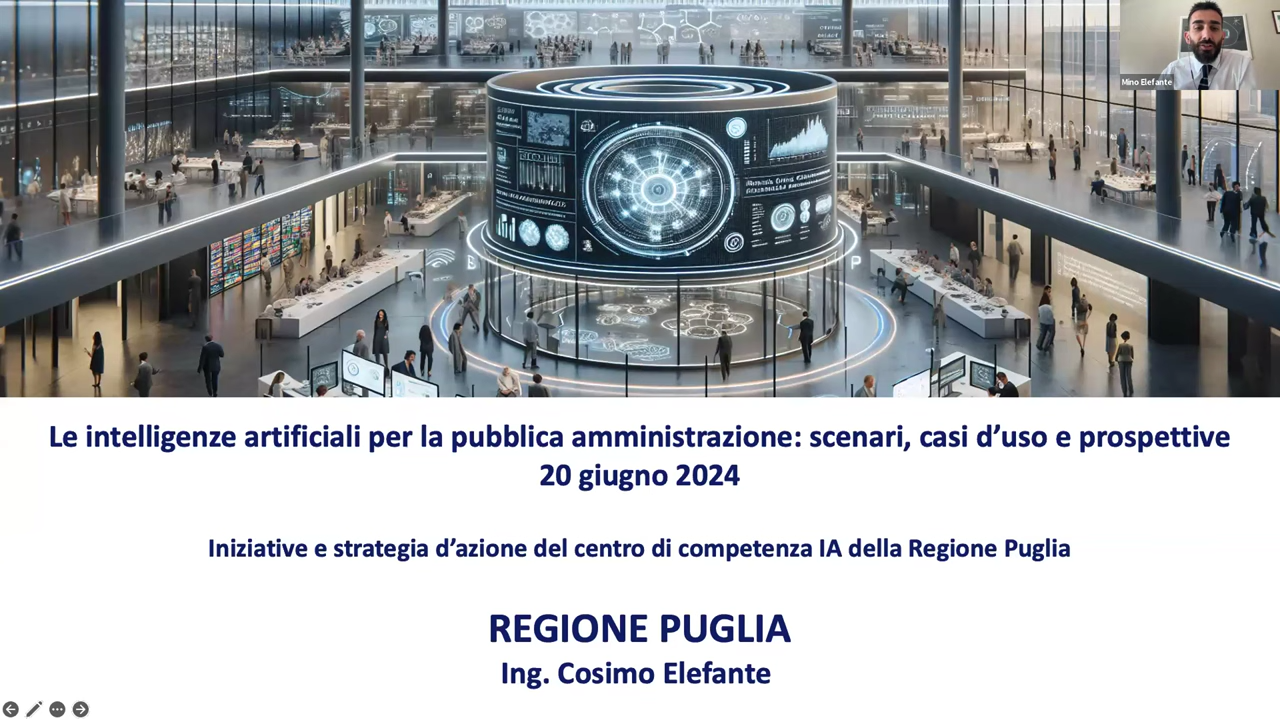 Mino Elefante
Le intelligenze artificiali per la pubblica amministrazione: scenari, casi d’uso e prospettive
20 giugno 2024
Iniziative e strategia d’azione del centro di competenza IA della Regione Puglia
REGIONE PUGLIA
Ing. Cosimo Elefante